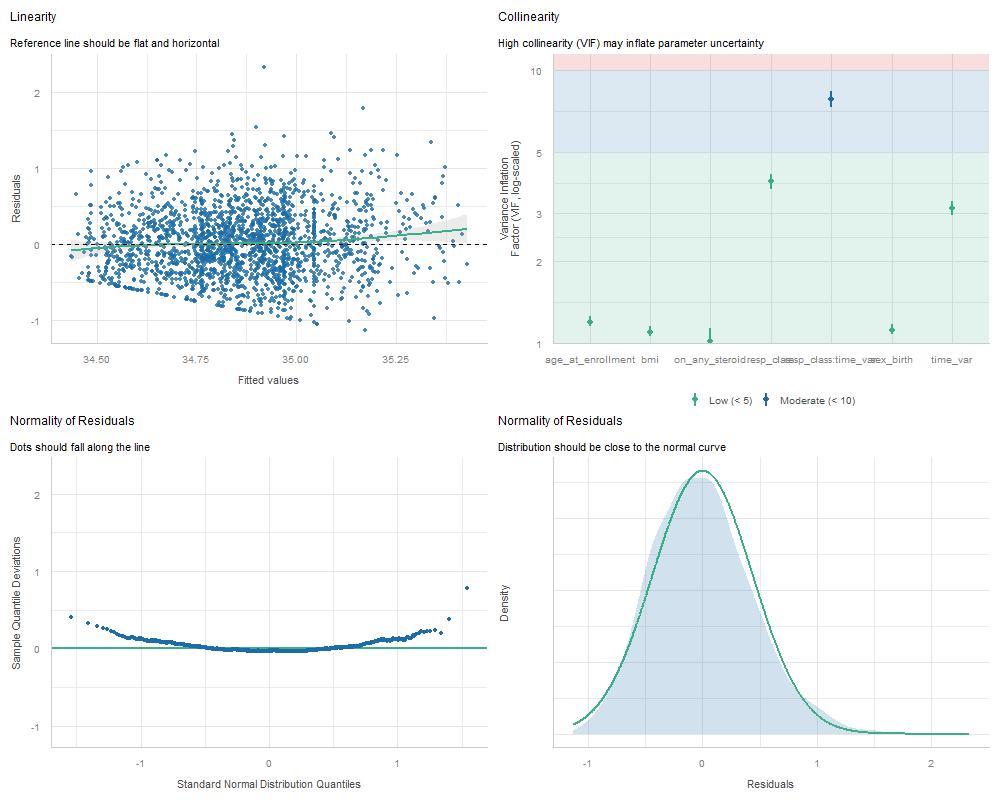 Linearity
Reference line should be flat and horizontal
Residuals
2
1
0
-1
34.50
34.75
35.00
35.25
Fitted values
Collinearity
High collinearity (VIF) may inflate parameter uncertainty
Variance Inflation
Factor (VIF, log-scaled)
10
5
3
2
1
age_at_enrollment
bmi
on_any_steroid
resp_class
resp_class:time_var
sex_birth
time_var
Low (< 5)
Moderate (< 10)
Normality of Residuals
Dots should fall along the line
Sample Quantile Deviations
2
1
0
-1
-1
0
1
Standard Normal Distribution Quantiles
Normality of Residuals
Distribution should be close to the normal curve
Density
-1
0
1
2
Residuals